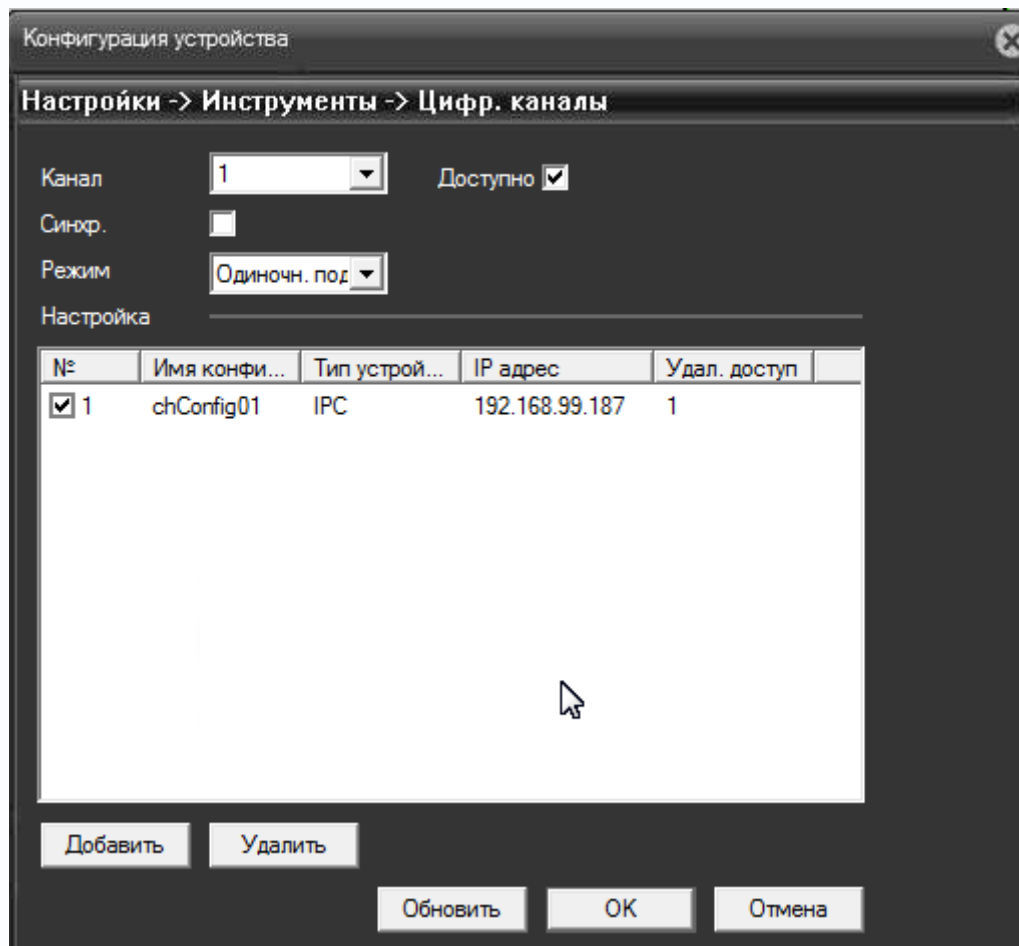 Конфигурация устройства
Настройки -> Инструменты -> Цифр. каналы
Канал 1 Доступно
Синхр.
Режим Одиночн. под
Настройка
№ Имя конфи... Тип устрой... IP адрес Удал. доступ
1 chConfig01 IPC 192.168.99.187 1
Добавить Удалить
Обновить OK Отмена